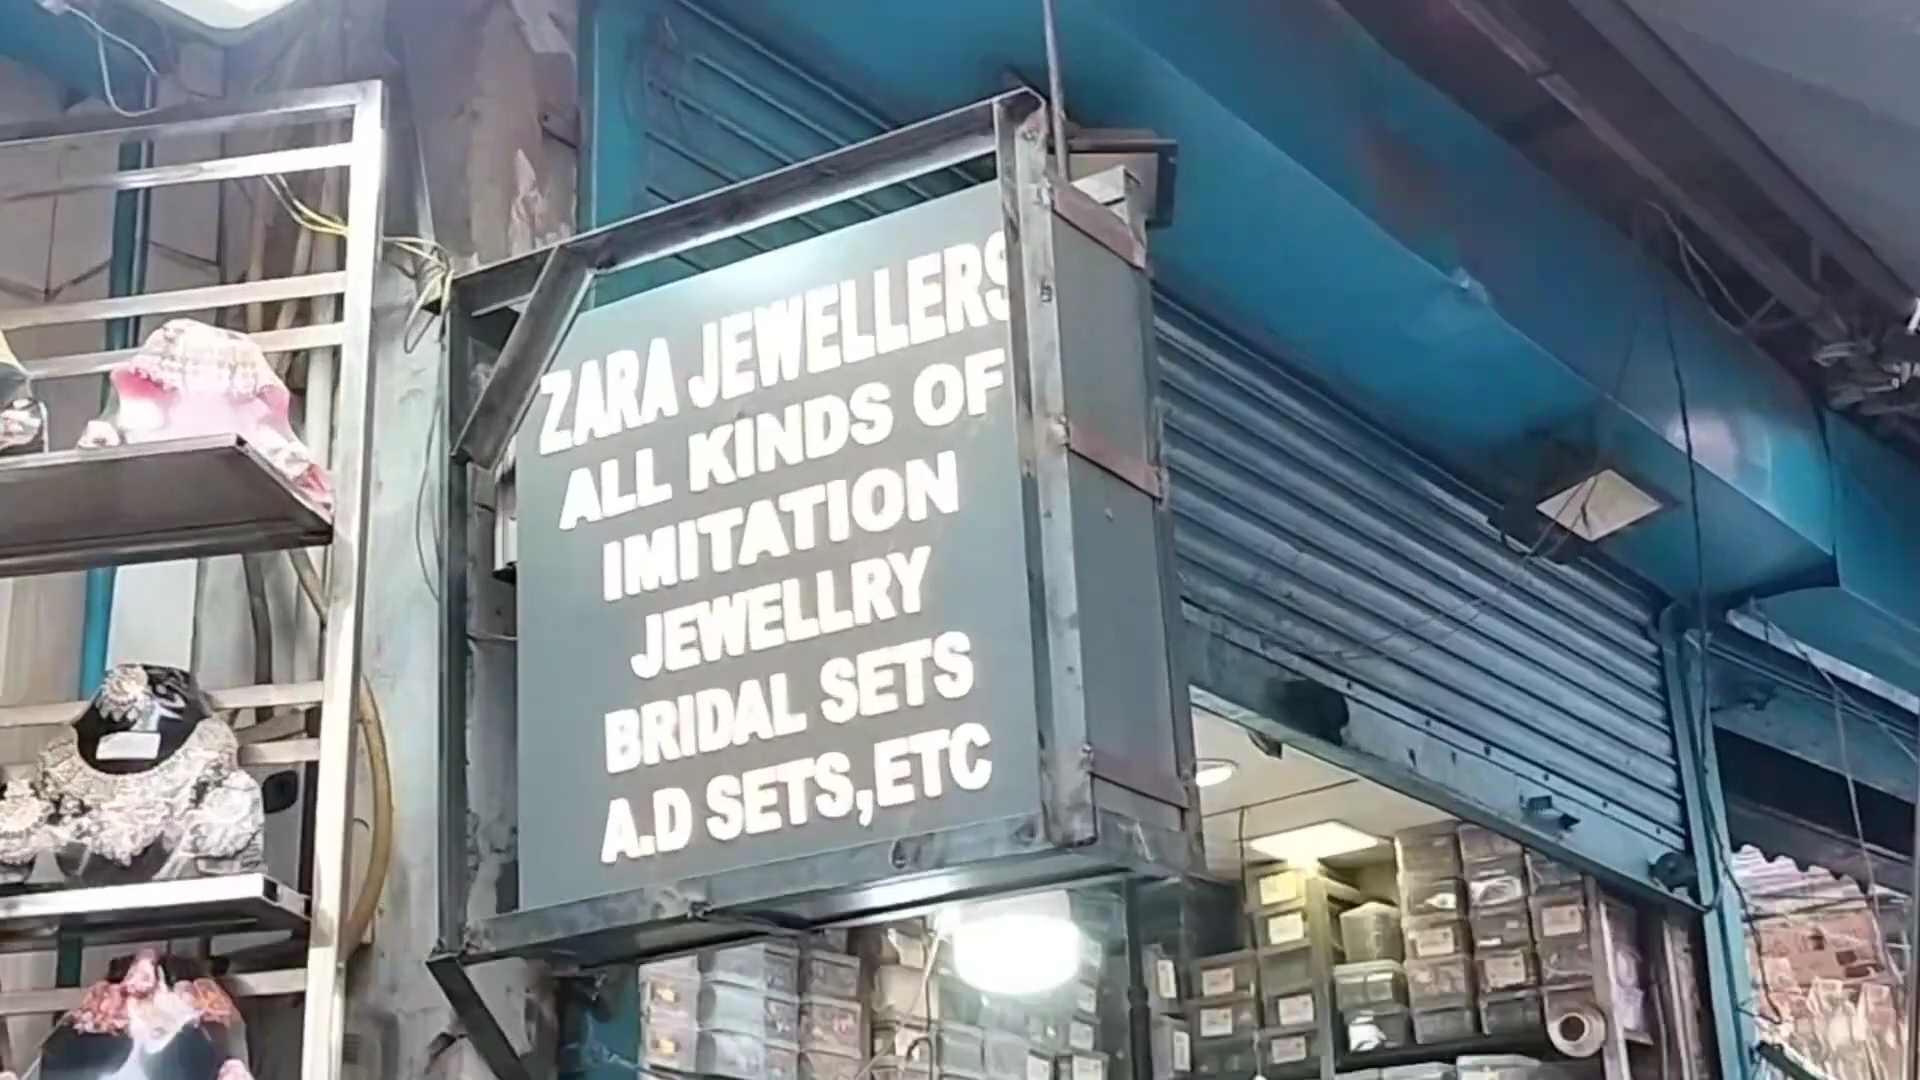 ZARA JEWELLERS
ALL KINDS OF
IMITATION
JEWELLRY
BRIDAL SETS
A.D SETS,ETC